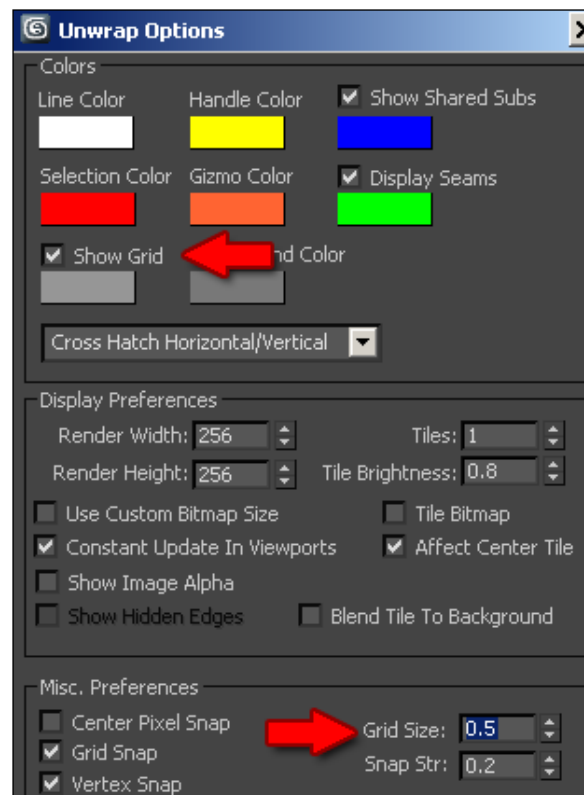 Unwrap Options
Colors
Line Color Handle Color Show Shared Subs
Selection Color Gizmo Color Display Seams
Show Grid nd Color
Cross Hatch Horizontal/Vertical
Display Preferences
Render Width: 256 Tiles: 1
Render Height: 256 Tile Brightness: 0.8
Use Custom Bitmap Size Tile Bitmap
Constant Update In Viewports Affect Center Tile
Show Image Alpha
Show Hidden Edges Blend Tile To Background
Misc. Preferences
Center Pixel Snap Grid Size: 0.5
Grid Snap Snap Str: 0.2
Vertex Snap